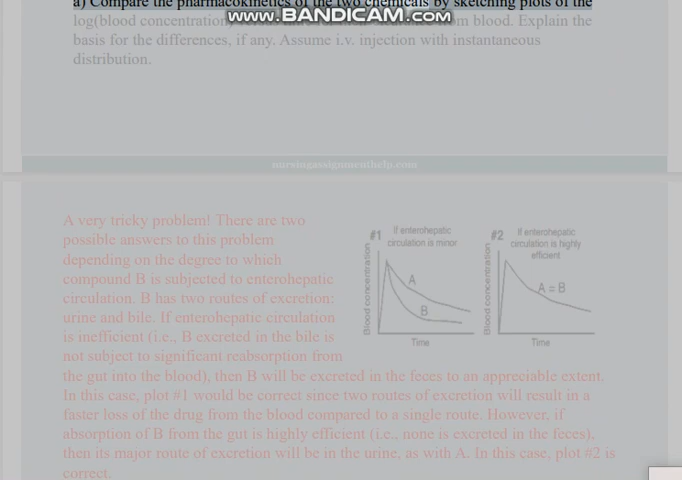 a) Compare the pharmacokinetics of the two chemicals by sketching plots of the
www.BANDICAM.com
log(blood concentration) from blood. Explain the
basis for the differences, if any. Assume i.v. injection with instantaneous
distribution.
nursingassignmenthelp.com
A very tricky problem! There are two
possible answers to this problem
depending on the degree to which
compound B is subjected to enterohepatic
circulation. B has two routes of excretion:
urine and bile. If enterohepatic circulation
is inefficient (i.e., B excreted in the bile is
not subject to significant reabsorption from
the gut into the blood), then B will be excreted in the feces to an appreciable extent.
In this case, plot #1 would be correct since two routes of excretion will result in a
faster loss of the drug from the blood compared to a single route. However, if
absorption of B from the gut is highly efficient (i.e., none is excreted in the feces),
then its major route of excretion will be in the urine, as with A. In this case, plot #2 is
correct.
#1
If enterohepatic
circulation is minor
Blood concentration
A
B
Time
#2
If enterohepatic
circulation is highly
efficient
Blood concentration
A = B
Time